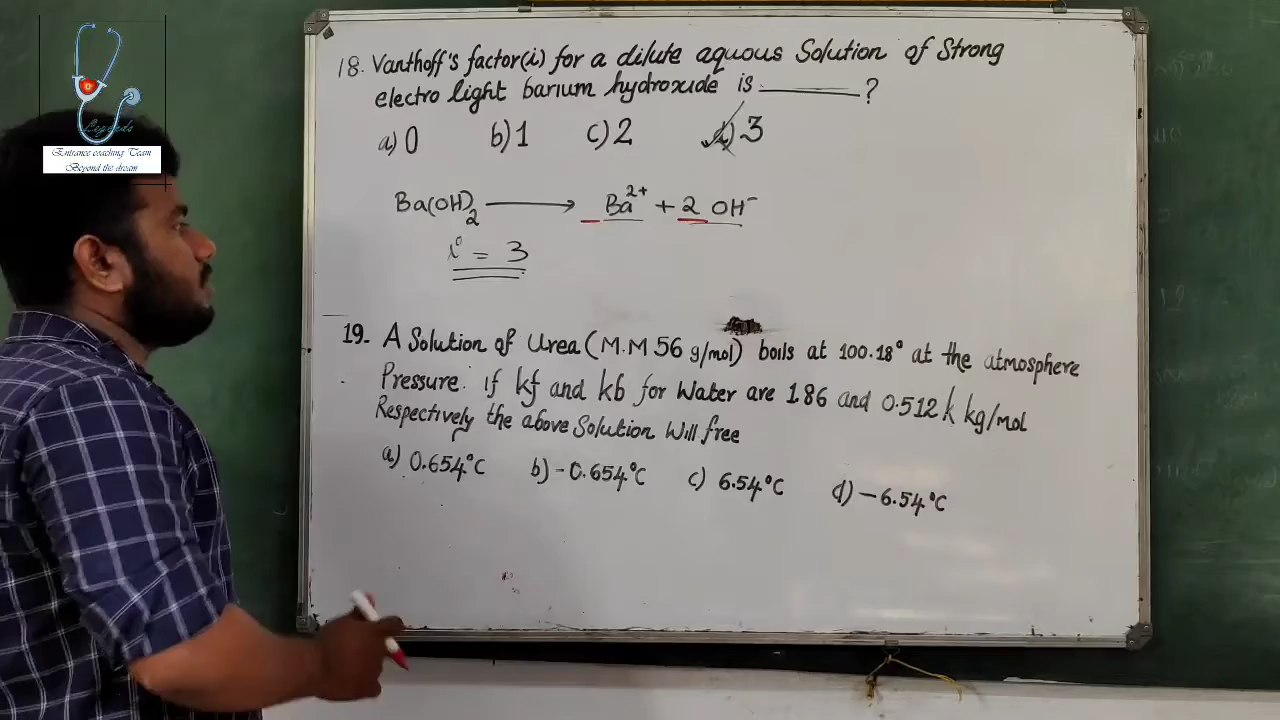 Legends
Entrance coaching Team
Beyond the dream
18. Vanthoff's factor(i) for a dilute aquous Solution of Strong
electro light barium hydroxide is ________?
a) 0 b) 1 c) 2 d) 3
Ba(OH)2 ⟶ Ba2+ + 2 OH-
i = 3
19. A Solution of Urea (M.M 56 g/mol) boils at 100.18° at the atmosphere
Pressure. If kf and kb for Water are 1.86 and 0.512 k kg/mol
Respectively the above Solution Will free
a) 0.654°C b) -0.654°C c) 6.54°C d) -6.54°C